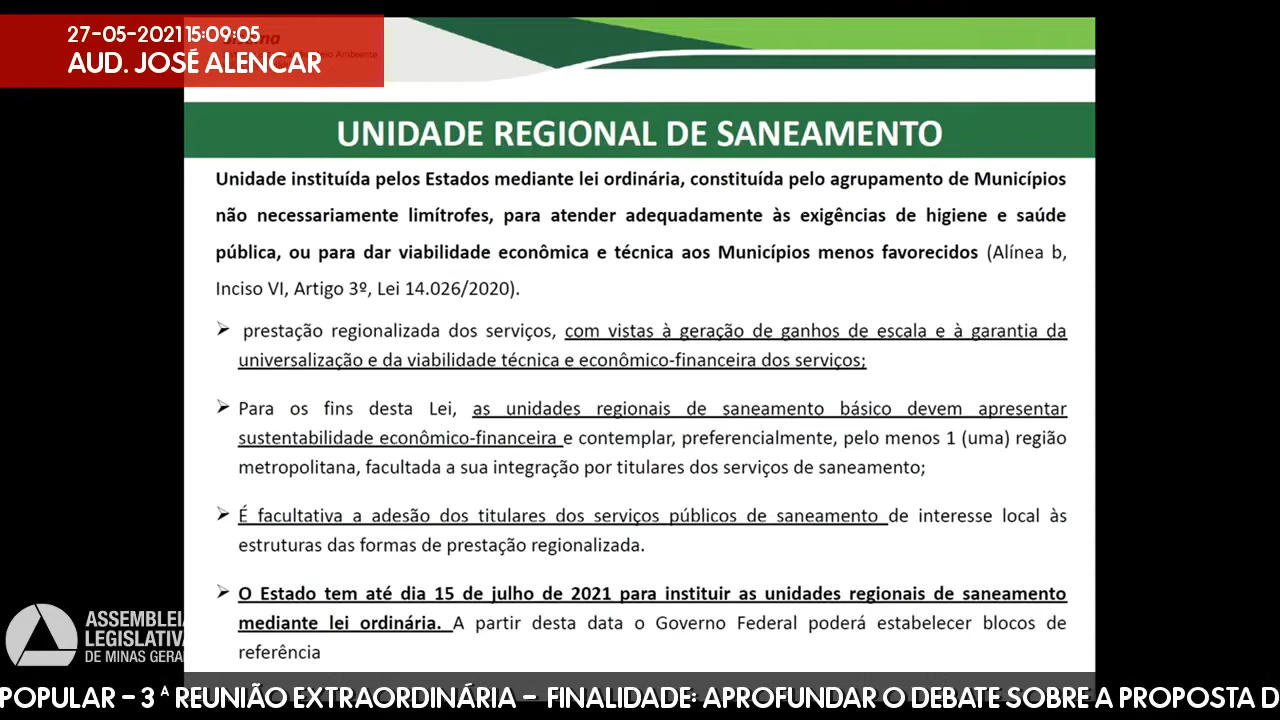 27-05-2021 15:09:05
AUD. JOSÉ ALENCAR
UNIDADE REGIONAL DE SANEAMENTO
Unidade instituída pelos Estados mediante lei ordinária, constituída pelo agrupamento de Municípios
não necessariamente limítrofes, para atender adequadamente às exigências de higiene e saúde
pública, ou para dar viabilidade econômica e técnica aos Municípios menos favorecidos (Alínea b,
Inciso VI, Artigo 3º, Lei 14.026/2020).
prestação regionalizada dos serviços, com vistas à geração de ganhos de escala e à garantia da
universalização e da viabilidade técnica e econômico-financeira dos serviços;
Para os fins desta Lei, as unidades regionais de saneamento básico devem apresentar
sustentabilidade econômico-financeira e contemplar, preferencialmente, pelo menos 1 (uma) região
metropolitana, facultada a sua integração por titulares dos serviços de saneamento;
É facultativa a adesão dos titulares dos serviços públicos de saneamento de interesse local às
estruturas das formas de prestação regionalizada.
O Estado tem até dia 15 de julho de 2021 para instituir as unidades regionais de saneamento
mediante lei ordinária. A partir desta data o Governo Federal poderá estabelecer blocos de
referência
ASSEMBLEIA
LEGISLATIVA
DE MINAS GERAI
POPULAR – 3ª REUNIÃO EXTRAORDINÁRIA – FINALIDADE: APROFUNDAR O DEBATE SOBRE A PROPOSTA D